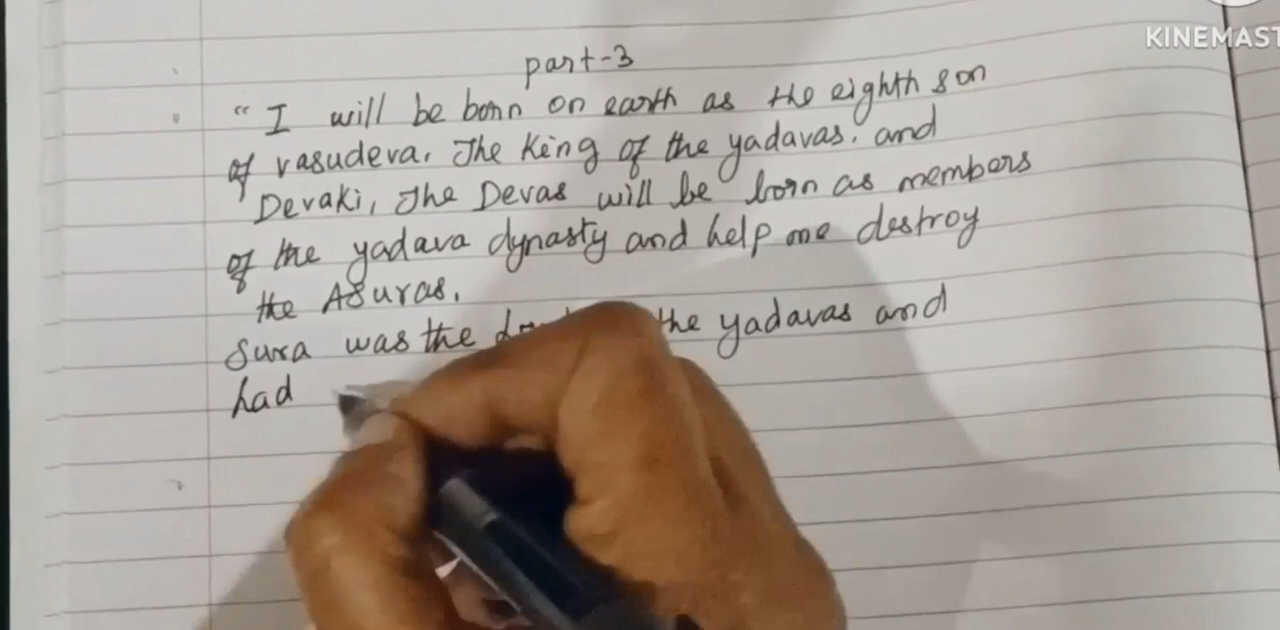 KINEMAST
part-3
"I will be born on earth as the eighth son
of vasudeva. The King of the yadavas. and
Devaki, The Devas will be born as members
of the yadava dynasty and help me destroy
the Asuras.
Sura was the the yadavas and
had